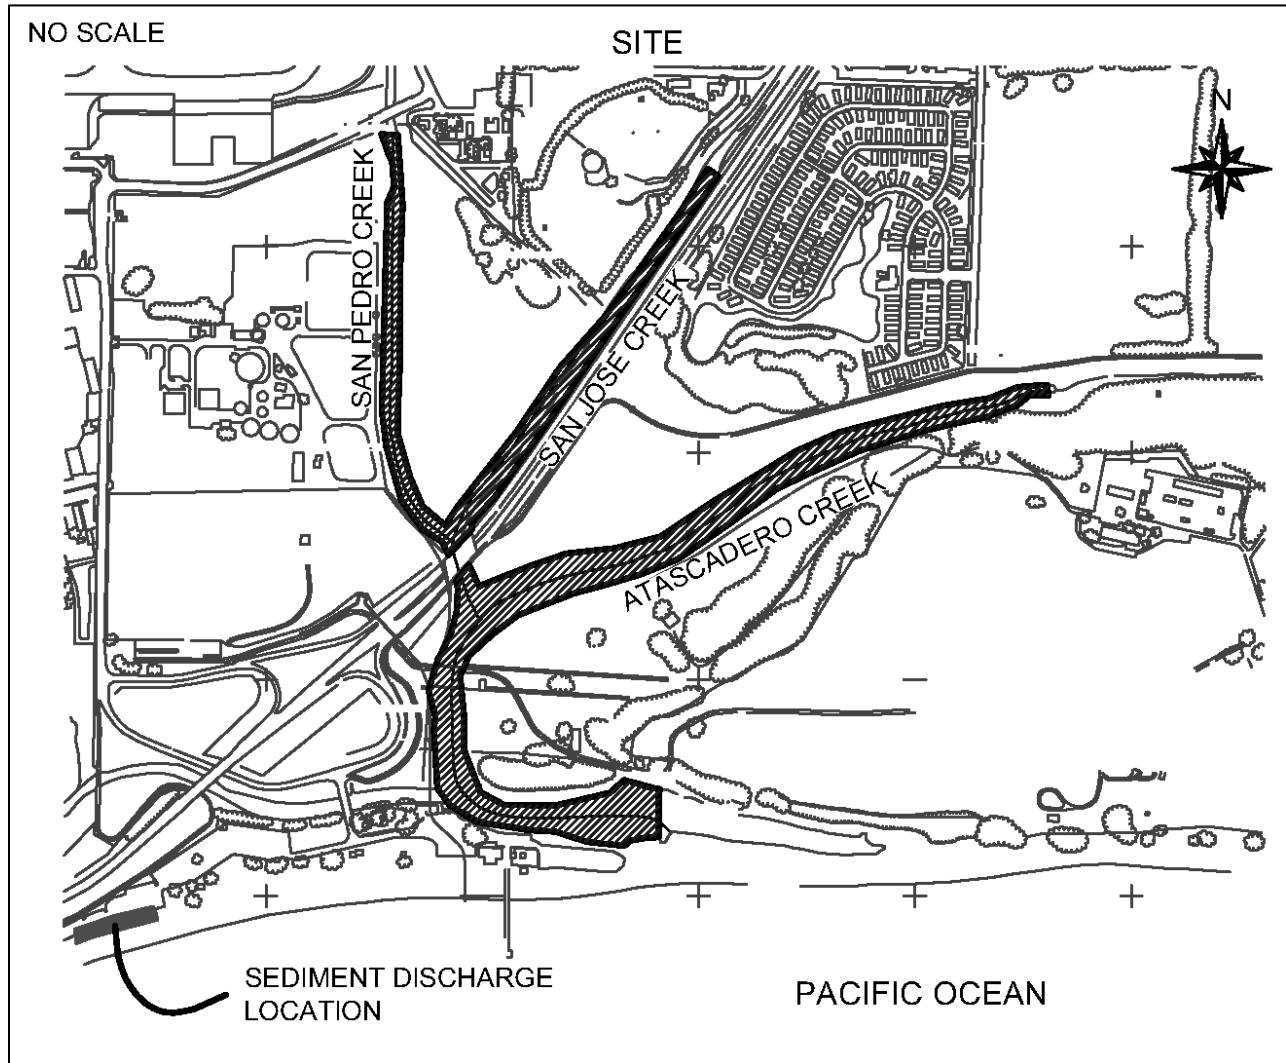 NO SCALE
SITE
N
SAN PEDRO CREEK
SAN JOSE CREEK
ATASCADERO CREEK
SEDIMENT DISCHARGE
LOCATION
PACIFIC OCEAN